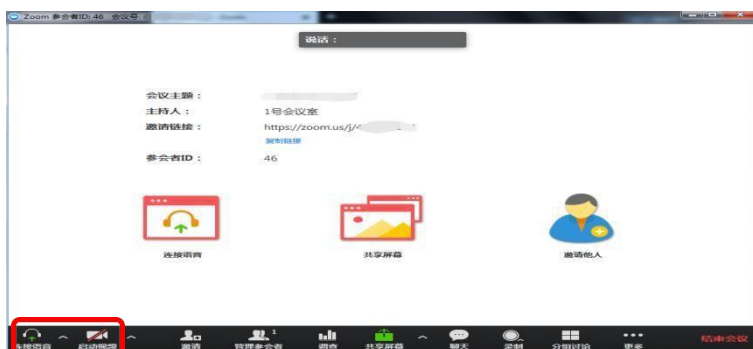 Zoom 参会者ID: 46 会议号:
说话：
会议主题：
主持人： 1号会议室
邀请链接： https://zoom.us/j/
复制链接
参会者ID： 46
连接语音 共享屏幕 邀请他人
连接语音 启动视频 邀请 管理参会者 1 调查 共享屏幕 聊天 录制 分组讨论 更多 结束会议